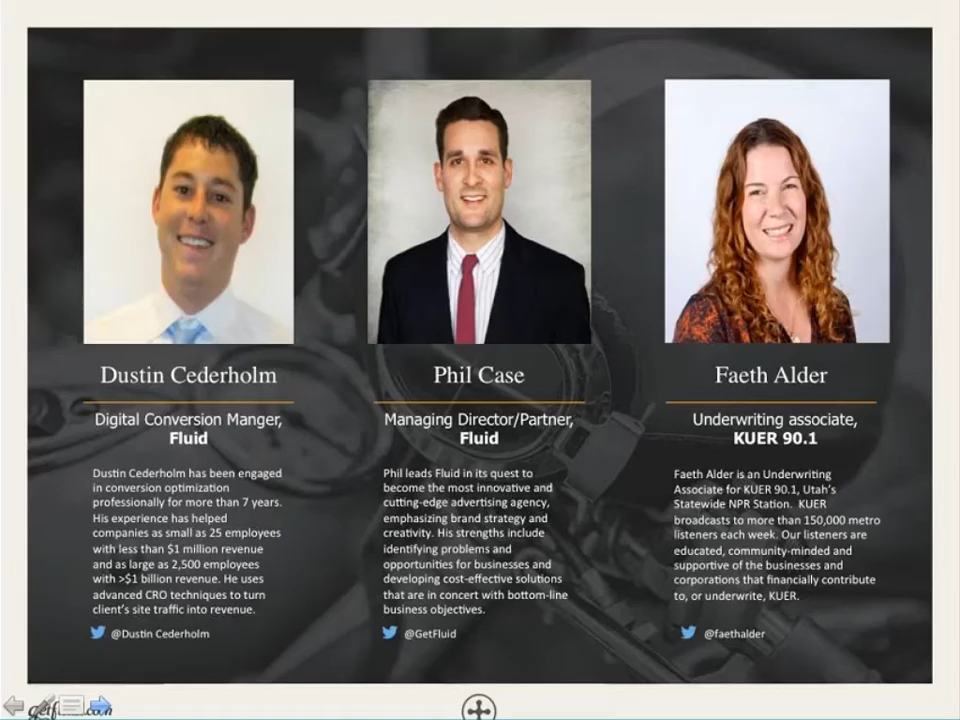 Dustin Cederholm
Digital Conversion Manger,
Fluid
Dustin Cederholm has been engaged
in conversion optimization
professionally for more than 7 years.
His experience has helped
companies as small as 25 employees
with less than $1 million revenue
and as large as 2,500 employees
with >$1 billion revenue. He uses
advanced CRO techniques to turn
client's site traffic into revenue.
@Dustin Cederholm
Phil Case
Managing Director/Partner,
Fluid
Phil leads Fluid in its quest to
become the most innovative and
cutting-edge advertising agency,
emphasizing brand strategy and
creativity. His strengths include
identifying problems and
opportunities for businesses and
developing cost-effective solutions
that are in concert with bottom-line
business objectives.
@GetFluid
Faeth Alder
Underwriting associate,
KUER 90.1
Faeth Alder is an Underwriting
Associate for KUER 90.1, Utah's
Statewide NPR Station. KUER
broadcasts to more than 150,000 metro
listeners each week. Our listeners are
educated, community-minded and
supportive of the businesses and
corporations that financially contribute
to, or underwrite, KUER.
@faethalder